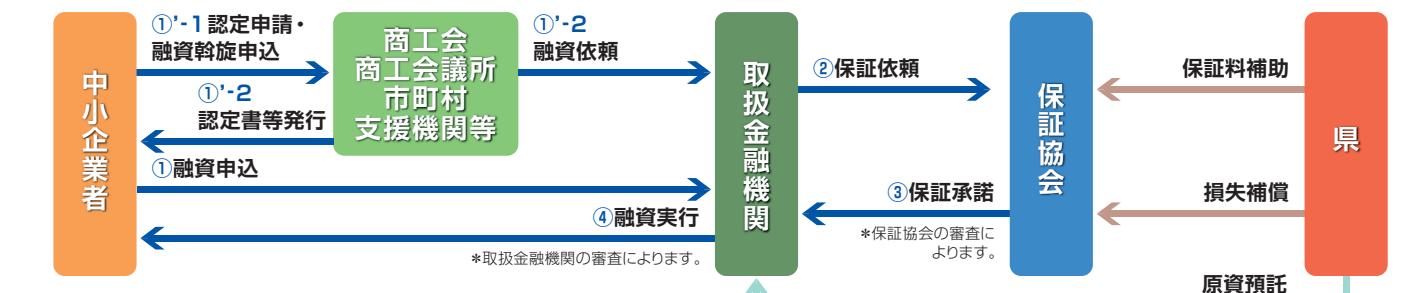 中小企業者
①’-1 認定申請・
融資斡旋申込
①’-2
認定書等発行
商工会
商工会議所
市町村
支援機関等
①’-2
融資依頼
①融資申込
④融資実行
*取扱金融機関の審査によります。
取扱金融機関
②保証依頼
③保証承諾
*保証協会の審査に
よります。
保証協会
保証料補助
損失補償
県
原資預託